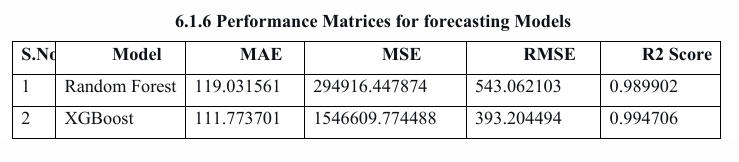 6.1.6 Performance Matrices for forecasting Models
S.No Model MAE MSE RMSE R2 Score
1 Random Forest 119.031561 294916.447874 543.062103 0.989902
2 XGBoost 111.773701 1546609.774488 393.204494 0.994706